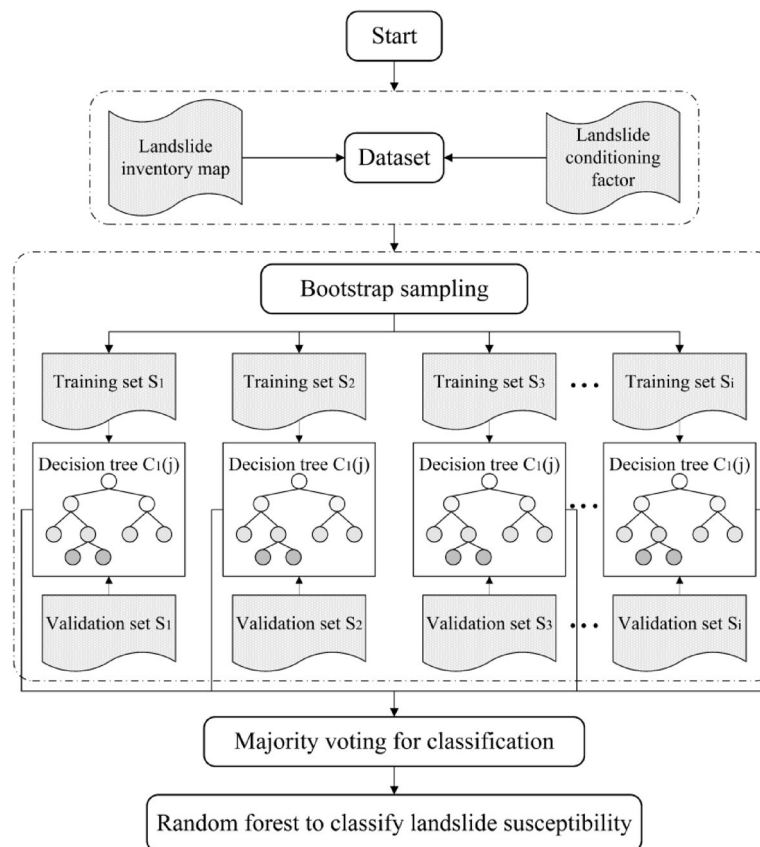 Start
Landslide
inventory map
Dataset
Landslide
conditioning
factor
Bootstrap sampling
Training set S1
Training set S2
Training set S3
...
Training set Si
Decision tree C1(j)
Decision tree C1(j)
Decision tree C1(j)
Decision tree C1(j)
...
Validation set S1
Validation set S2
Validation set S3
...
Validation set Si
Majority voting for classification
Random forest to classify landslide susceptibility